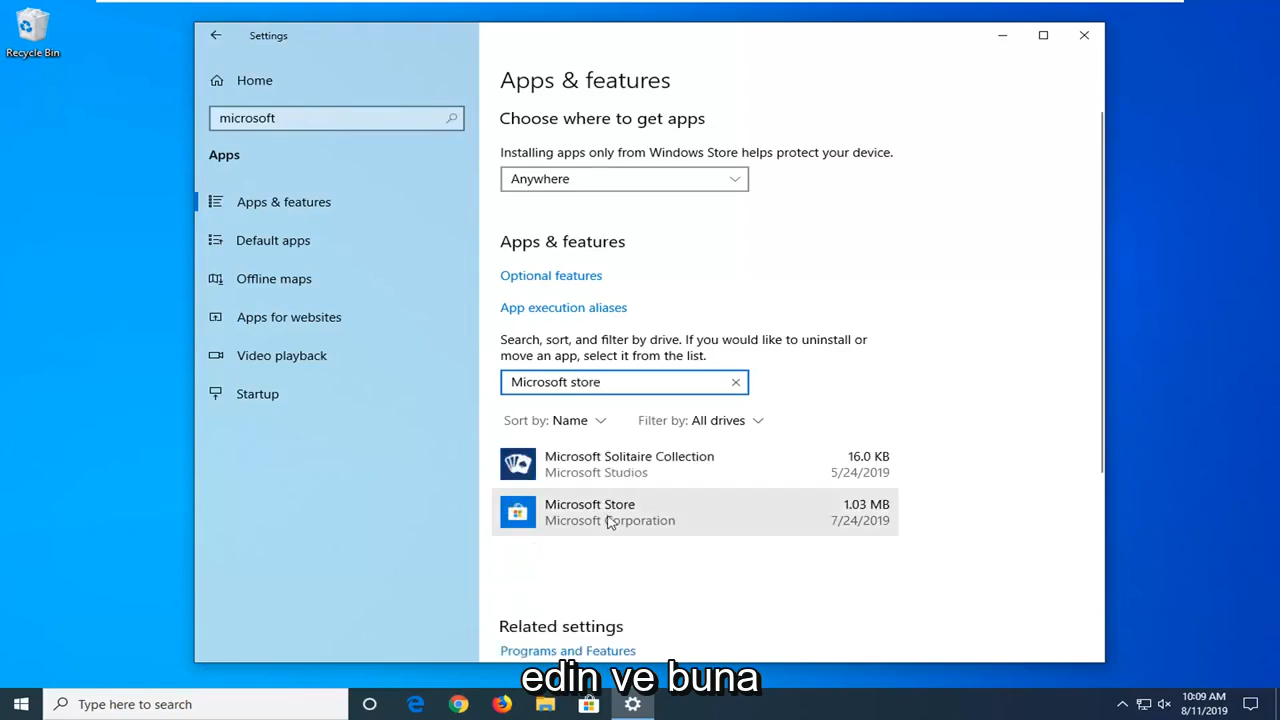 Recycle Bin
Settings
Home
microsoft
Apps
Apps & features
Default apps
Offline maps
Apps for websites
Video playback
Startup
Apps & features
Choose where to get apps
Installing apps only from Windows Store helps protect your device.
Anywhere
Apps & features
Optional features
App execution aliases
Search, sort, and filter by drive. If you would like to uninstall or
move an app, select it from the list.
Microsoft store
Sort by: Name Filter by: All drives
Microsoft Solitaire Collection 16.0 KB
Microsoft Studios 5/24/2019
Microsoft Store 1.03 MB
Microsoft Corporation 7/24/2019
Related settings
Programs and Features
edin ve buna
Type here to search
10:09 AM
8/11/2019